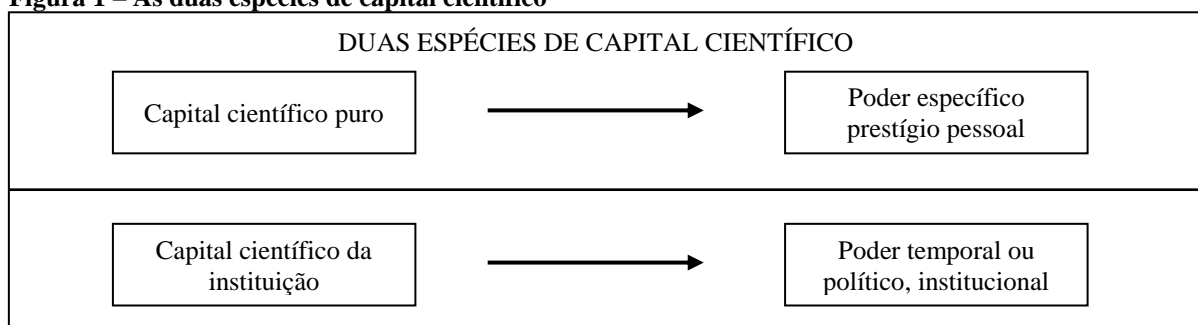 Figura 1 – As duas espécies de capital científico
DUAS ESPÉCIES DE CAPITAL CIENTÍFICO
Capital científico puro
Poder específico
prestígio pessoal
Capital científico da
instituição
Poder temporal ou
político, institucional